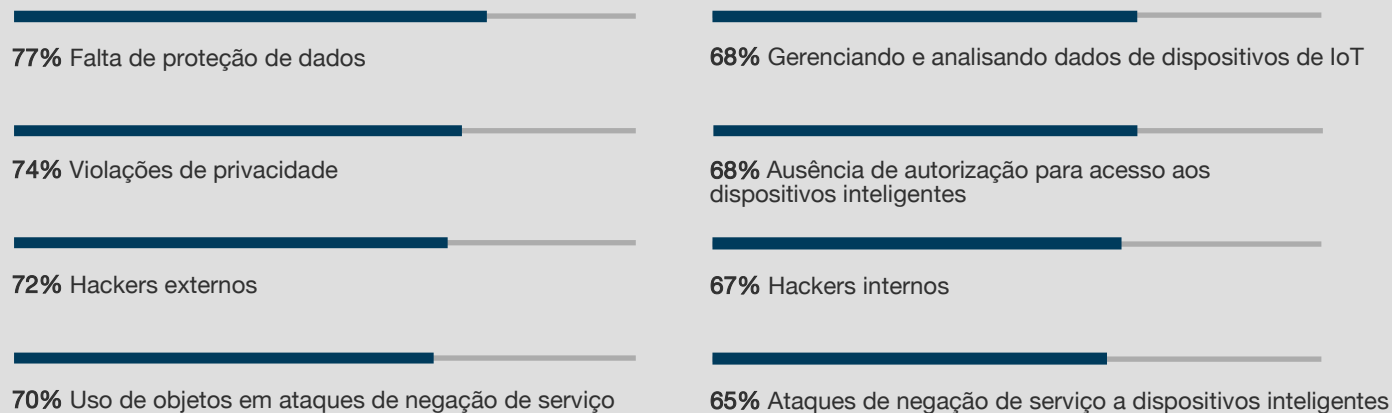 77% Falta de proteção de dados
74% Violações de privacidade
72% Hackers externos
70% Uso de objetos em ataques de negação de serviço
68% Gerenciando e analisando dados de dispositivos de IoT
68% Ausência de autorização para acesso aos
dispositivos inteligentes
67% Hackers internos
65% Ataques de negação de serviço a dispositivos inteligentes